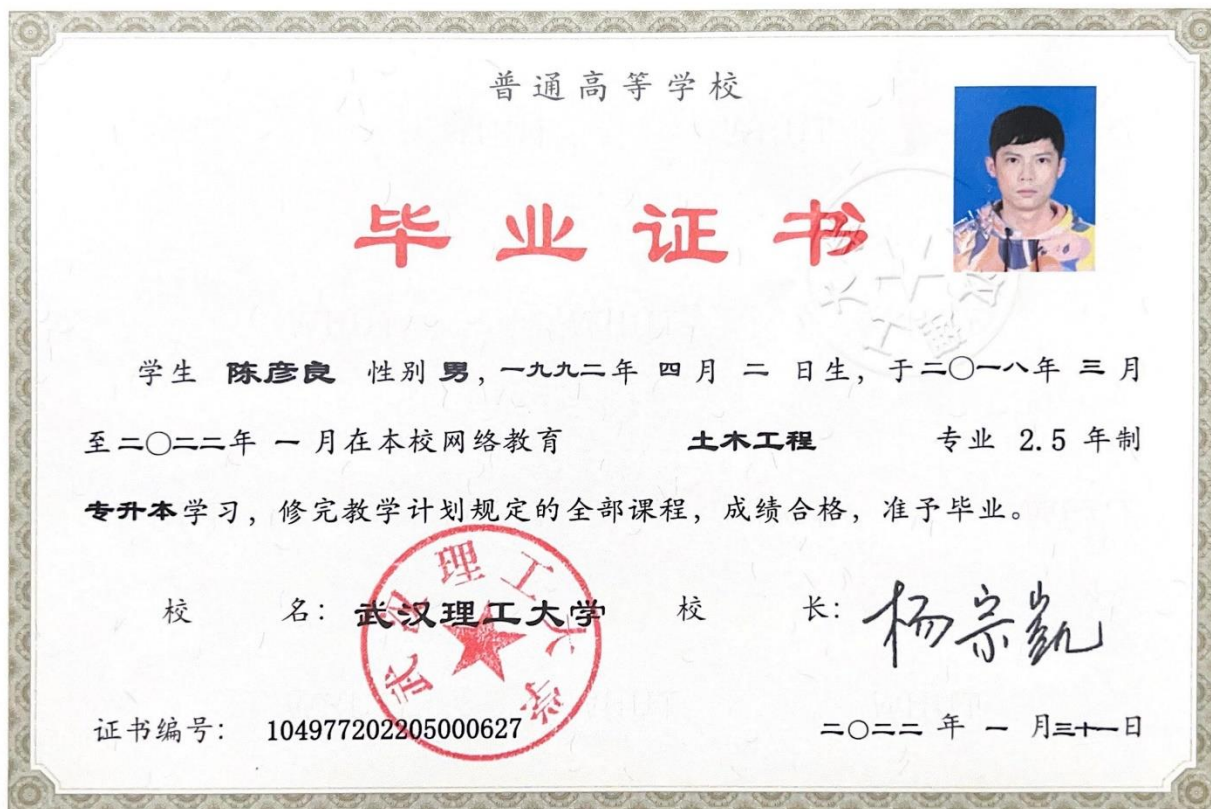 普通高等学校
毕业证书
学生 陈彦良 性别 男，一九九二年 四 月 二 日生，于二〇一八年 三 月
至二〇二二年 一 月在本校网络教育 土木工程 专业 2.5 年制
专升本学习，修完教学计划规定的全部课程，成绩合格，准予毕业。
校 名：武汉理工大学 校 长：杨宗凯
武汉理工大学
证书编号： 104977202205000627 二〇二二 年 一 月三十一日